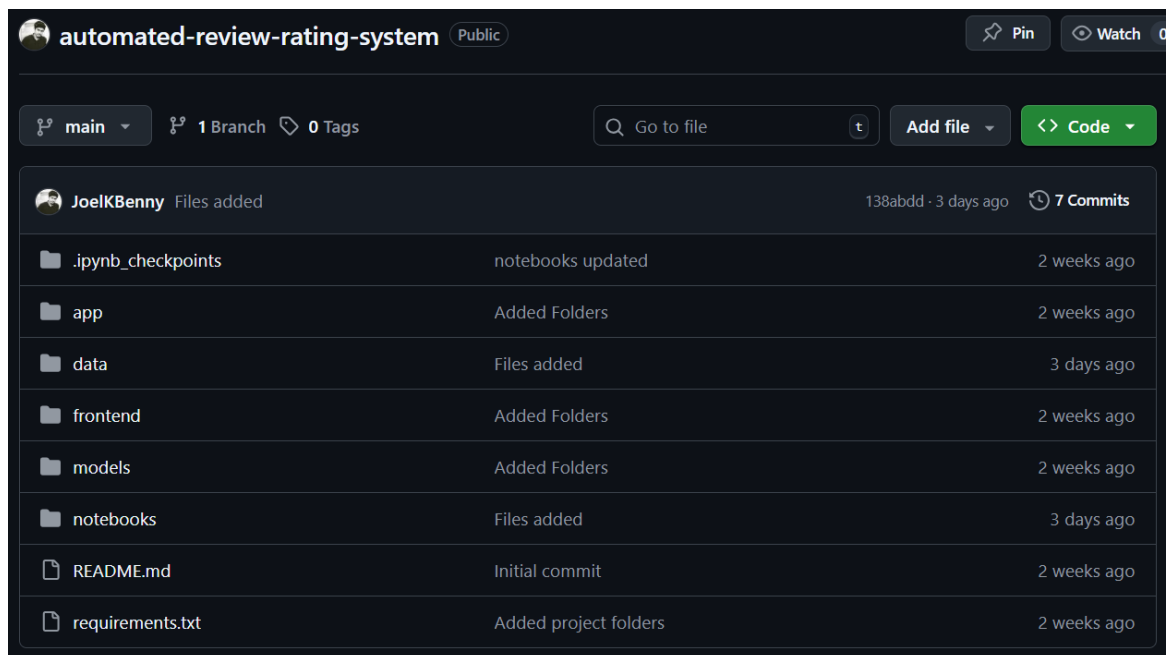 automated-review-rating-system Public Pin Watch 0
main 1 Branch 0 Tags Go to file t Add file Code
JoelKBenny Files added 138abdd · 3 days ago 7 Commits
.ipynb_checkpoints notebooks updated 2 weeks ago
app Added Folders 2 weeks ago
data Files added 3 days ago
frontend Added Folders 2 weeks ago
models Added Folders 2 weeks ago
notebooks Files added 3 days ago
README.md Initial commit 2 weeks ago
requirements.txt Added project folders 2 weeks ago